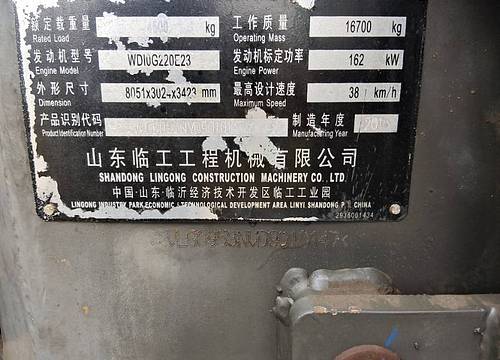 额定载重量 kg 工作质量 16700 kg
Rated Load Operating Mass
发动机型号 WD10G220E23 发动机标定功率 162 kW
Engine Model Engine Power
外形尺寸 8051x3024x3423 mm 最高设计速度 38 km/h
Dimension Maximum Speed
产品识别代码 制造年度
Product Identification Number Manufacturing Year
山东临工工程机械有限公司
SHANDONG LINGONG CONSTRUCTION MACHINERY CO. LTD.
中国·山东·临沂经济技术开发区临工工业园
LINGONG INDUSTRY PARK,ECONOMIC TECHNOLOGICAL DEVELOPMENT AREA LINYI SHANDONG P. R. CHINA